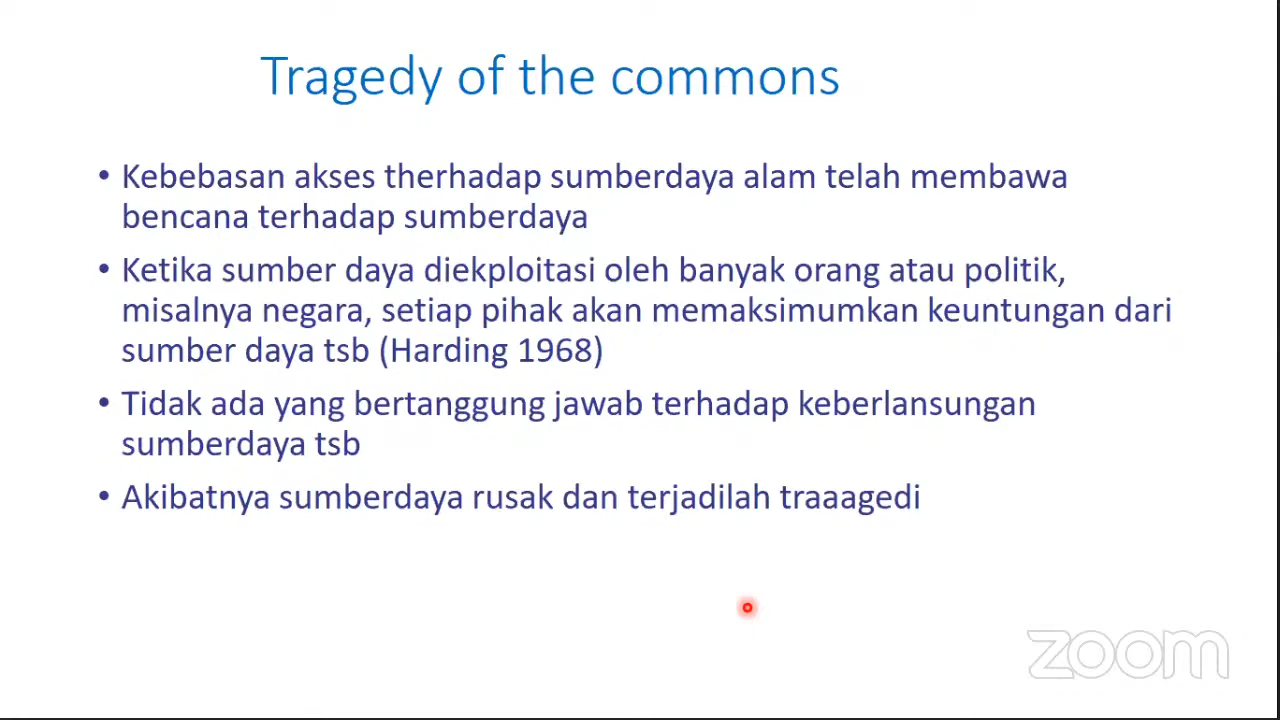 Tragedy of the commons
• Kebebasan akses therhadap sumberdaya alam telah membawa
bencana terhadap sumberdaya
• Ketika sumber daya diekploitasi oleh banyak orang atau politik,
misalnya negara, setiap pihak akan memaksimumkan keuntungan dari
sumber daya tsb (Harding 1968)
• Tidak ada yang bertanggung jawab terhadap keberlansungan
sumberdaya tsb
• Akibatnya sumberdaya rusak dan terjadilah traaagedi
zoom